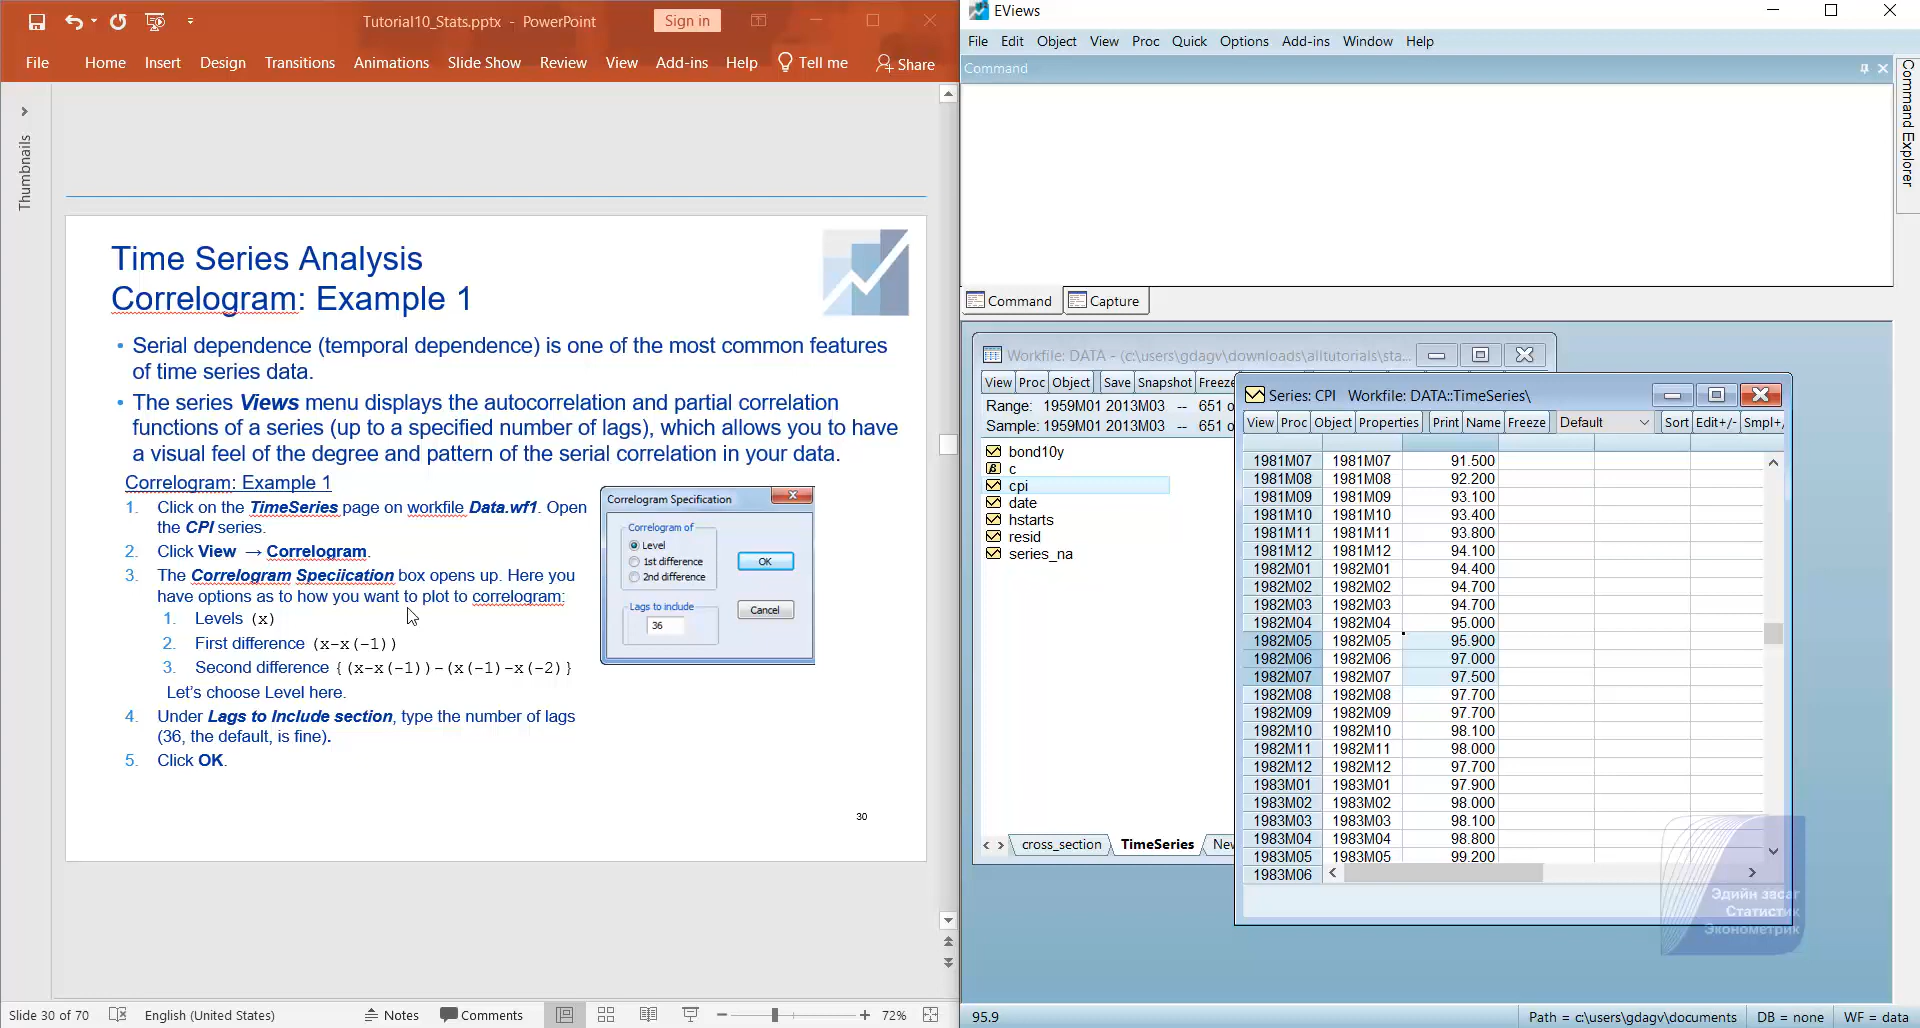 Tutorial10_Stats.pptx - PowerPoint
Sign in
File Home Insert Design Transitions Animations Slide Show Review View Add-ins Help Tell me Share
Thumbnails
Time Series Analysis
Correlogram: Example 1
• Serial dependence (temporal dependence) is one of the most common features
of time series data.
• The series Views menu displays the autocorrelation and partial correlation
functions of a series (up to a specified number of lags), which allows you to have
a visual feel of the degree and pattern of the serial correlation in your data.
Correlogram: Example 1
1. Click on the TimeSeries page on workfile Data.wf1. Open
the CPI series.
2. Click View → Correlogram.
3. The Correlogram Speciication box opens up. Here you
have options as to how you want to plot to correlogram:
1. Levels (x)
2. First difference (x-x(-1))
3. Second difference {(x-x(-1))-(x(-1)-x(-2)}
Let's choose Level here.
4. Under Lags to Include section, type the number of lags
(36, the default, is fine).
5. Click OK.
Correlogram Specification
Correlogram of
Level
1st difference
2nd difference
OK
Lags to include
36
Cancel
30
Slide 30 of 70 English (United States) Notes Comments 72%
EViews
File Edit Object View Proc Quick Options Add-ins Window Help
Command
Command Explorer
Command Capture
Workfile: DATA - (c:\users\gdagv\downloads\alltutorials\sta...
View Proc Object Save Snapshot Freeze
Range: 1959M01 2013M03 -- 651 o
Sample: 1959M01 2013M03 -- 651 o
bond10y
c
cpi
date
hstarts
resid
series_na
cross_section TimeSeries Nev
Series: CPI Workfile: DATA::TimeSeries\
View Proc Object Properties Print Name Freeze Default Sort Edit+/- Smpl+/
1981M07 1981M07 91.500
1981M08 1981M08 92.200
1981M09 1981M09 93.100
1981M10 1981M10 93.400
1981M11 1981M11 93.800
1981M12 1981M12 94.100
1982M01 1982M01 94.400
1982M02 1982M02 94.700
1982M03 1982M03 94.700
1982M04 1982M04 95.000
1982M05 1982M05 95.900
1982M06 1982M06 97.000
1982M07 1982M07 97.500
1982M08 1982M08 97.700
1982M09 1982M09 97.700
1982M10 1982M10 98.100
1982M11 1982M11 98.000
1982M12 1982M12 97.700
1983M01 1983M01 97.900
1983M02 1983M02 98.000
1983M03 1983M03 98.100
1983M04 1983M04 98.800
1983M05 1983M05 99.200
1983M06
Эдийн засаг
Статистик
Эконометрик
95.9 Path = c:\users\gdagv\documents DB = none WF = data